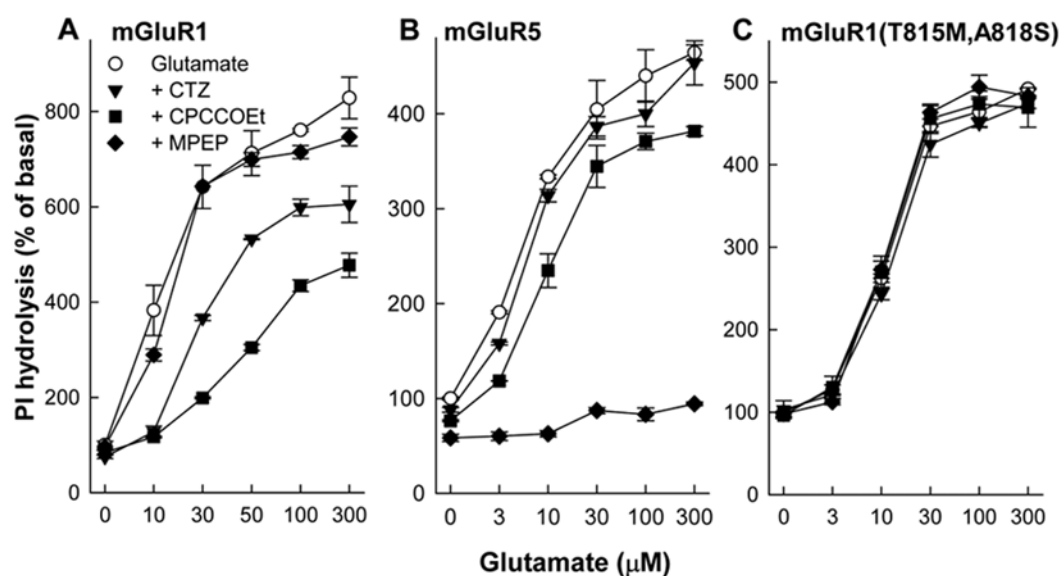 A mGluR1
B mGluR5
C mGluR1(T815M,A818S)
Glutamate
+ CTZ
+ CPCCOEt
+ MPEP
PI hydrolysis (% of basal)
800
600
400
200
0
0 10 30 50 100 300
400
300
200
100
0
0 3 10 30 100 300
500
400
300
200
100
0
0 3 10 30 100 300
Glutamate (μM)